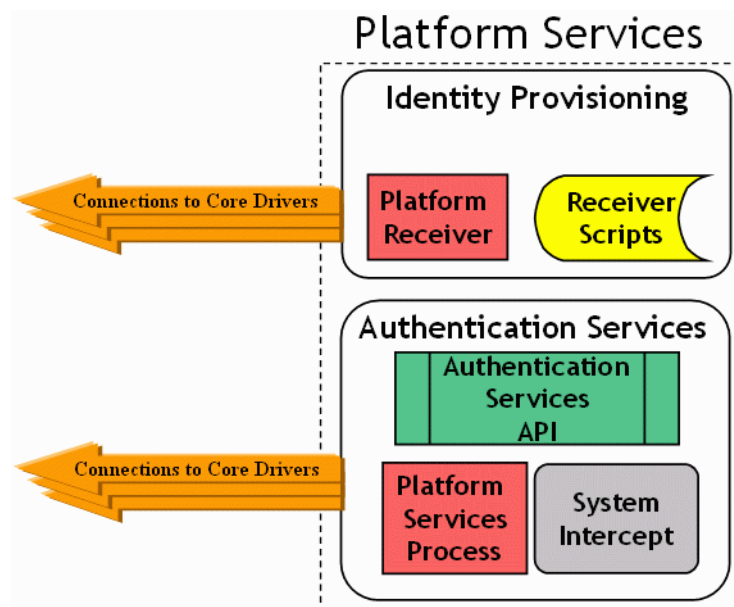 Platform Services
Identity Provisioning
Connections to Core Drivers
Platform
Receiver
Receiver
Scripts
Authentication Services
Authentication
Services
API
Connections to Core Drivers
Platform
Services
Process
System
Intercept